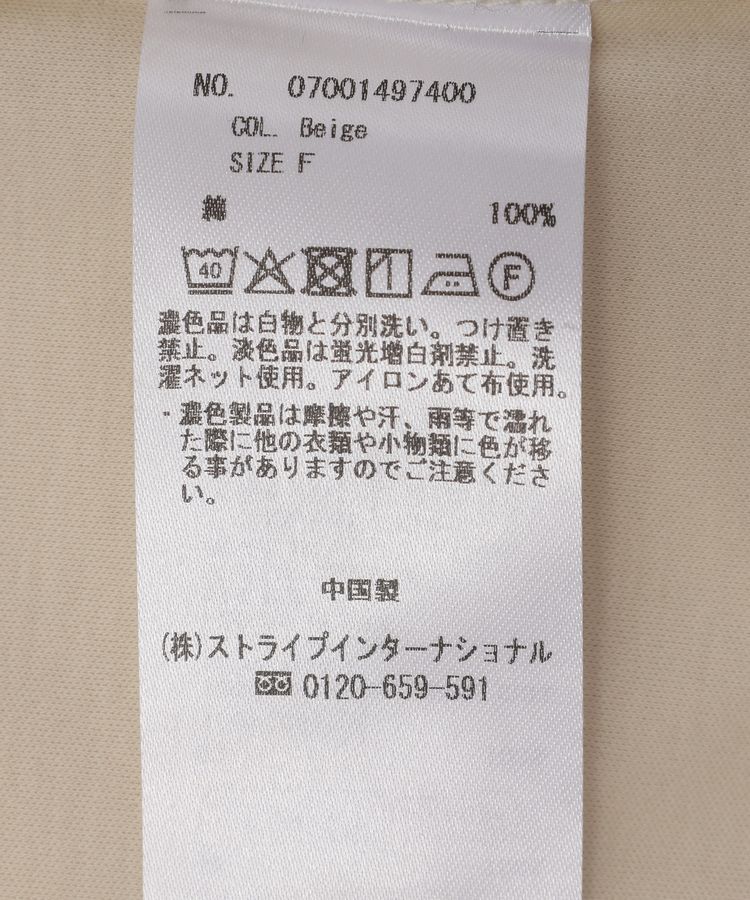 NO. 07001497400
COL. Beige
SIZE F
綿 100%
40
F
濃色品は白物と分別洗い。つけ置き
禁止。淡色品は蛍光増白剤禁止。洗
濯ネット使用。アイロンあて布使用。
・濃色製品は摩擦や汗、雨等で濡れ
た際に他の衣類や小物類に色が移
る事がありますのでご注意くださ
い。
中国製
(株)ストライプインターナショナル
0120-659-591